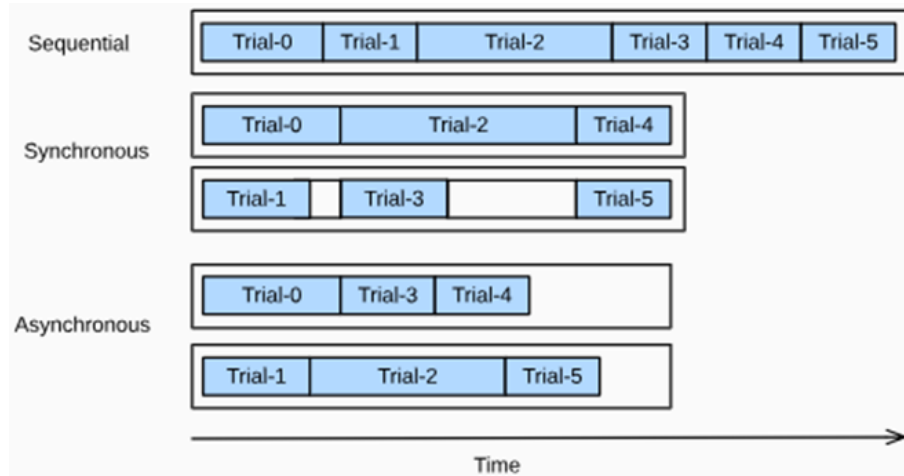 Sequential
Trial-0 Trial-1 Trial-2 Trial-3 Trial-4 Trial-5
Synchronous
Trial-0 Trial-2 Trial-4
Trial-1 Trial-3 Trial-5
Asynchronous
Trial-0 Trial-3 Trial-4
Trial-1 Trial-2 Trial-5
Time